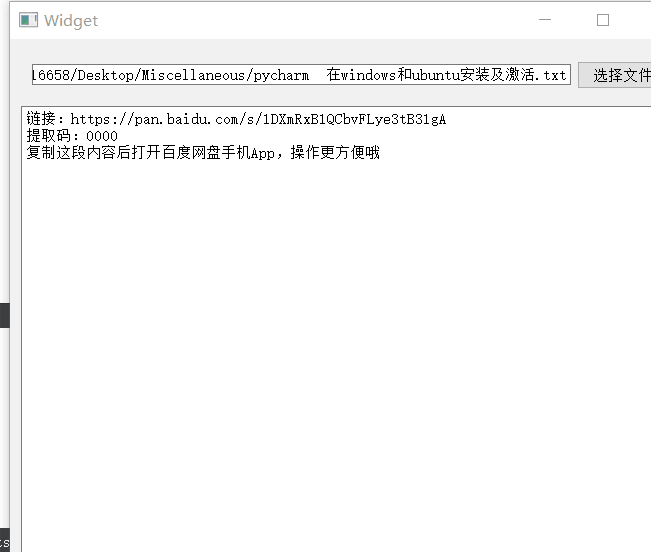 Widget
16658/Desktop/Miscellaneous/pycharm  在windows和ubuntu安装及激活.txt
选择文件
链接：https://pan.baidu.com/s/1DXmRxB1QCbvFLye3tB31gA
提取码：0000
复制这段内容后打开百度网盘手机App，操作更方便哦
ts